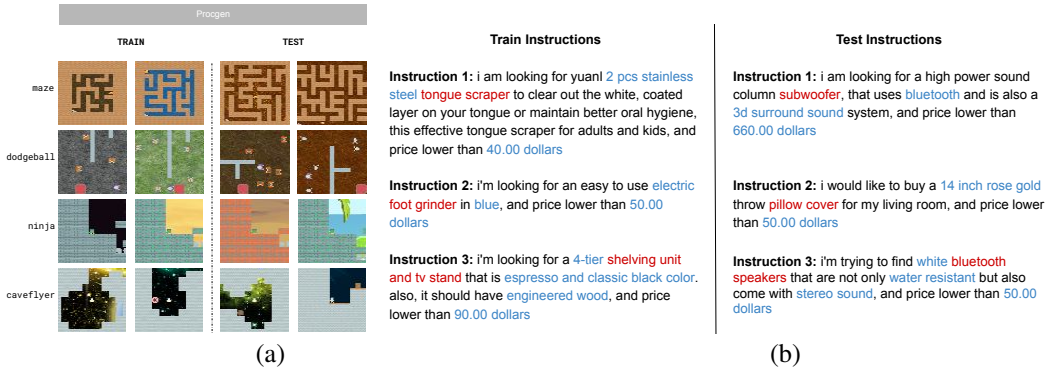 Procgen
TRAIN
TEST
maze
dodgeball
ninja
caveflyer
(a)
Train Instructions
Instruction 1: i am looking for yuanl 2 pcs stainless
steel tongue scraper to clear out the white, coated
layer on your tongue or maintain better oral hygiene,
this effective tongue scraper for adults and kids, and
price lower than 40.00 dollars
Instruction 2: i'm looking for an easy to use electric
foot grinder in blue, and price lower than 50.00
dollars
Instruction 3: i'm looking for a 4-tier shelving unit
and tv stand that is espresso and classic black color.
also, it should have engineered wood, and price
lower than 90.00 dollars
Test Instructions
Instruction 1: i am looking for a high power sound
column subwoofer, that uses bluetooth and is also a
3d surround sound system, and price lower than
660.00 dollars
Instruction 2: i would like to buy a 14 inch rose gold
throw pillow cover for my living room, and price lower
than 50.00 dollars
Instruction 3: i'm trying to find white bluetooth
speakers that are not only water resistant but also
come with stereo sound, and price lower than 50.00
dollars
(b)